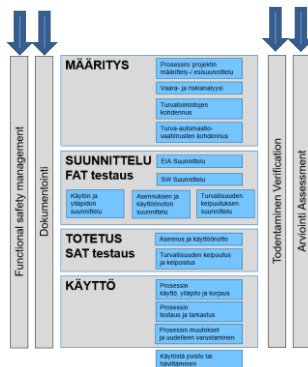 Functional safety management
Dokumentointi
MÄÄRITYS
Prosessin/ projektin
määrittely-/ esisuunnittelu
Vaara- ja riskianalyysi
Turvatoimintojen
kohdennus
Turva-automaatio-
vaatimusten kohdennus
SUUNNITTELU
FAT testaus
EIA Suunnittelu
SW Suunnittelu
Käytön ja
ylläpidon
suunnittelu
Asennuksen ja
käyttöönoton
suunnittelu
Turvallisuuden
kelpuutuksen
suunnittelu
TOTETUS
SAT testaus
Asennus ja käyttöönotto
Turvallisuuden kelpuutus
ja kelpoistus
KÄYTTÖ
Prosessin
käyttö, ylläpito ja korjaus
Prosessin
testaus ja tarkastus
Prosessin muutokset
ja uudelleen varustaminen
Käytöstä poisto tai
hävittäminen
Todentaminen Verification
Arviointi Assessment